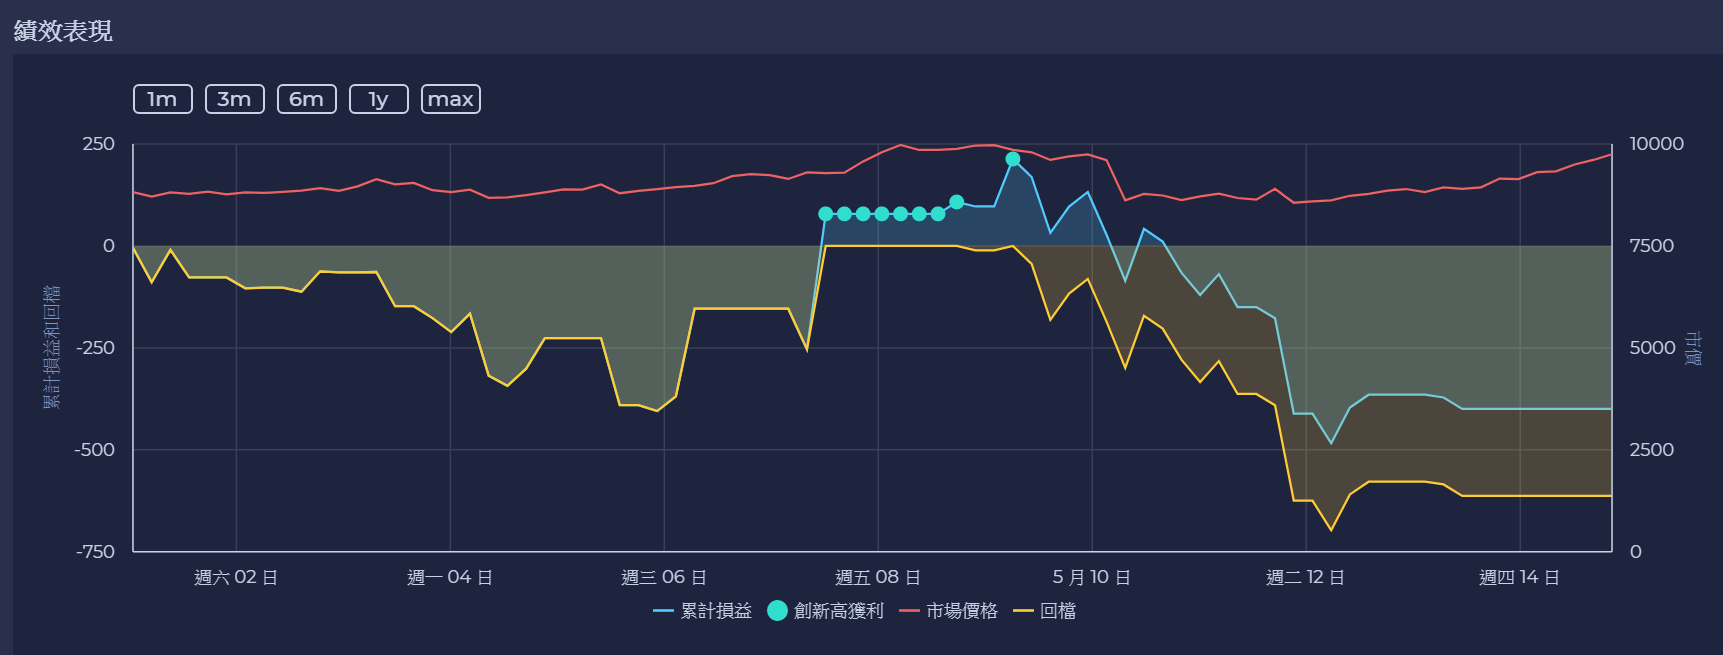 績效表現
1m 3m 6m 1y max
250
0
-250
-500
-750
累計損益和回檔
10000
7500
5000
2500
0
市價
週六 02 日 週一 04 日 週三 06 日 週五 08 日 5 月 10 日 週二 12 日 週四 14 日
累計損益 創新高獲利 市場價格 回檔